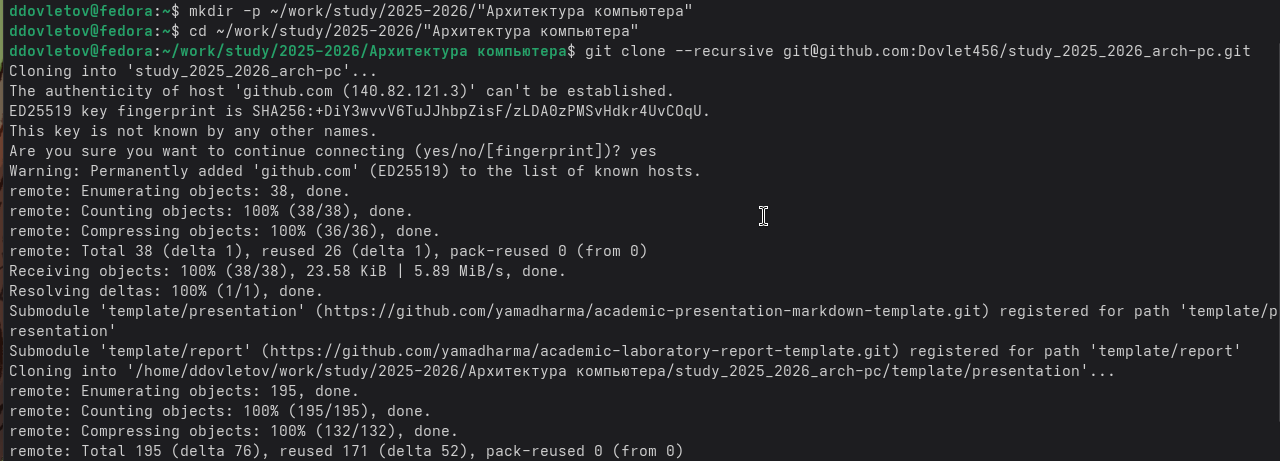 ddovletov@fedora:~$ mkdir -p ~/work/study/2025-2026/"Архитектура компьютера"
ddovletov@fedora:~$ cd ~/work/study/2025-2026/"Архитектура компьютера"
ddovletov@fedora:~/work/study/2025-2026/Архитектура компьютера$ git clone --recursive git@github.com:Dovlet456/study_2025_2026_arch-pc.git
Cloning into 'study_2025_2026_arch-pc'...
The authenticity of host 'github.com (140.82.121.3)' can't be established.
ED25519 key fingerprint is SHA256:+DiY3wvvV6TuJJhbpZisF/zLDA0zPMSvHdkr4UvCOqU.
This key is not known by any other names.
Are you sure you want to continue connecting (yes/no/[fingerprint])? yes
Warning: Permanently added 'github.com' (ED25519) to the list of known hosts.
remote: Enumerating objects: 38, done.
remote: Counting objects: 100% (38/38), done.
remote: Compressing objects: 100% (36/36), done.
remote: Total 38 (delta 1), reused 26 (delta 1), pack-reused 0 (from 0)
Receiving objects: 100% (38/38), 23.58 KiB | 5.89 MiB/s, done.
Resolving deltas: 100% (1/1), done.
Submodule 'template/presentation' (https://github.com/yamadharma/academic-presentation-markdown-template.git) registered for path 'template/p
resentation'
Submodule 'template/report' (https://github.com/yamadharma/academic-laboratory-report-template.git) registered for path 'template/report'
Cloning into '/home/ddovletov/work/study/2025-2026/Архитектура компьютера/study_2025_2026_arch-pc/template/presentation'...
remote: Enumerating objects: 195, done.
remote: Counting objects: 100% (195/195), done.
remote: Compressing objects: 100% (132/132), done.
remote: Total 195 (delta 76), reused 171 (delta 52), pack-reused 0 (from 0)